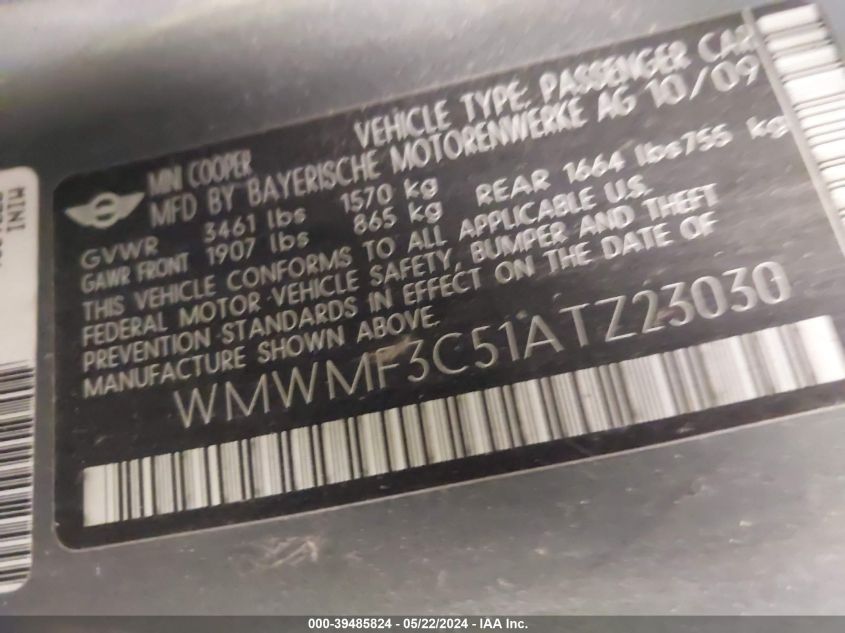 MINI COOPER
VEHICLE TYPE: PASSENGER CAR
MFD BY BAYERISCHE MOTORENWERKE AG 10/09
GVWR 3461 lbs 1570 kg
GAWR FRONT 1907 lbs 865 kg REAR 1664 lbs 755 kg
THIS VEHICLE CONFORMS TO ALL APPLICABLE U.S.
FEDERAL MOTOR VEHICLE SAFETY, BUMPER AND THEFT
PREVENTION STANDARDS IN EFFECT ON THE DATE OF
MANUFACTURE SHOWN ABOVE.
WMWMF3C51ATZ23030
MINI
000-39485824 / 05/22/2024 / Copyright © IAA, Inc.